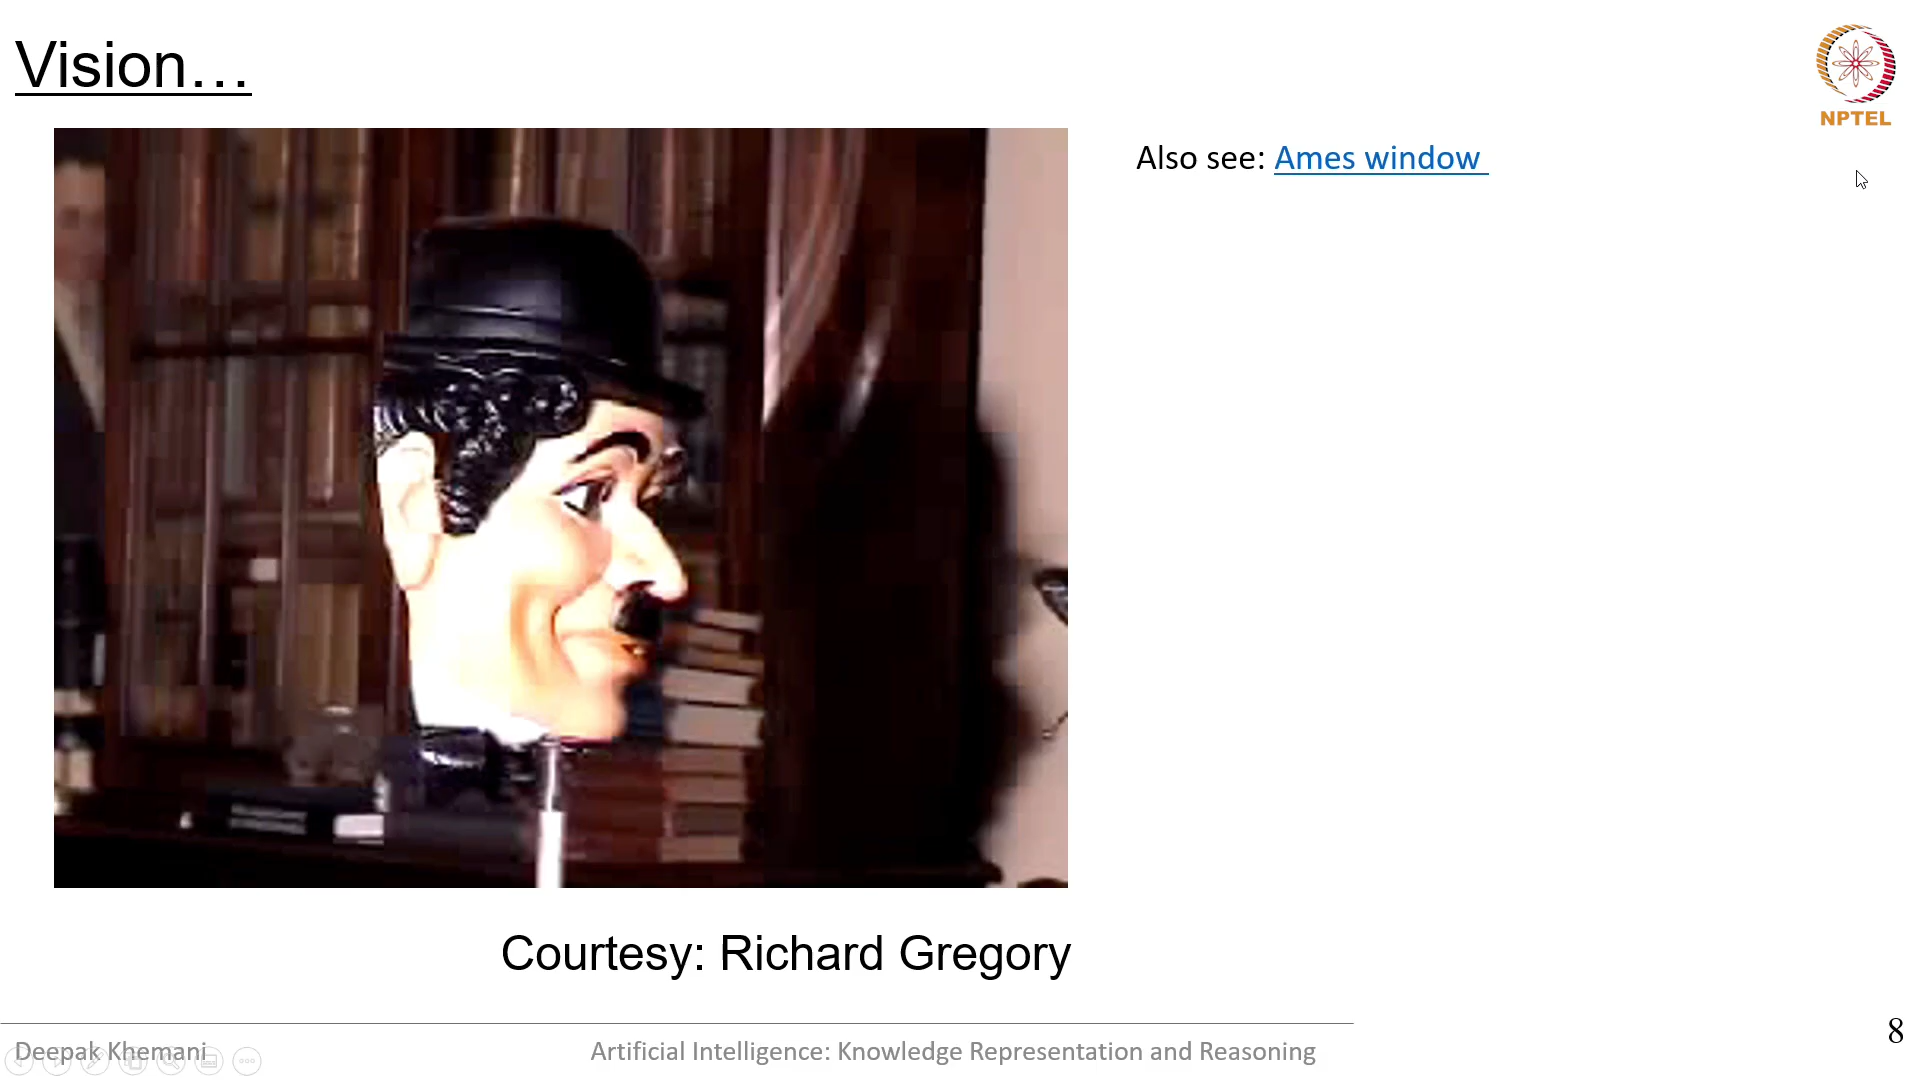 Vision…
NPTEL
Also see: Ames window
Courtesy: Richard Gregory
8
Deepak Khemani
Artificial Intelligence: Knowledge Representation and Reasoning